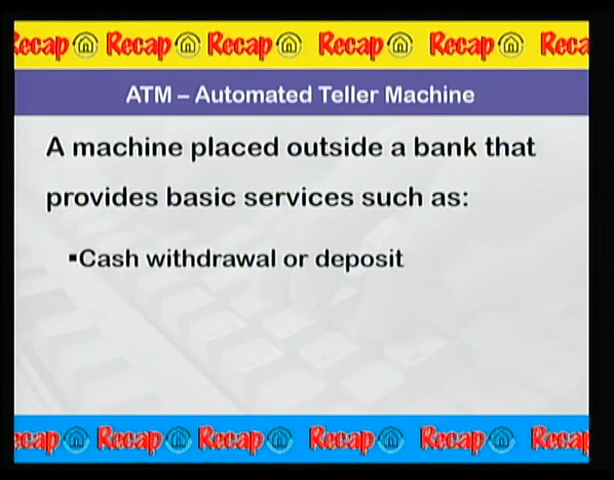 Recap Recap Recap Recap Recap
ATM – Automated Teller Machine
A machine placed outside a bank that
provides basic services such as:
▪Cash withdrawal or deposit
Recap Recap Recap Recap Recap